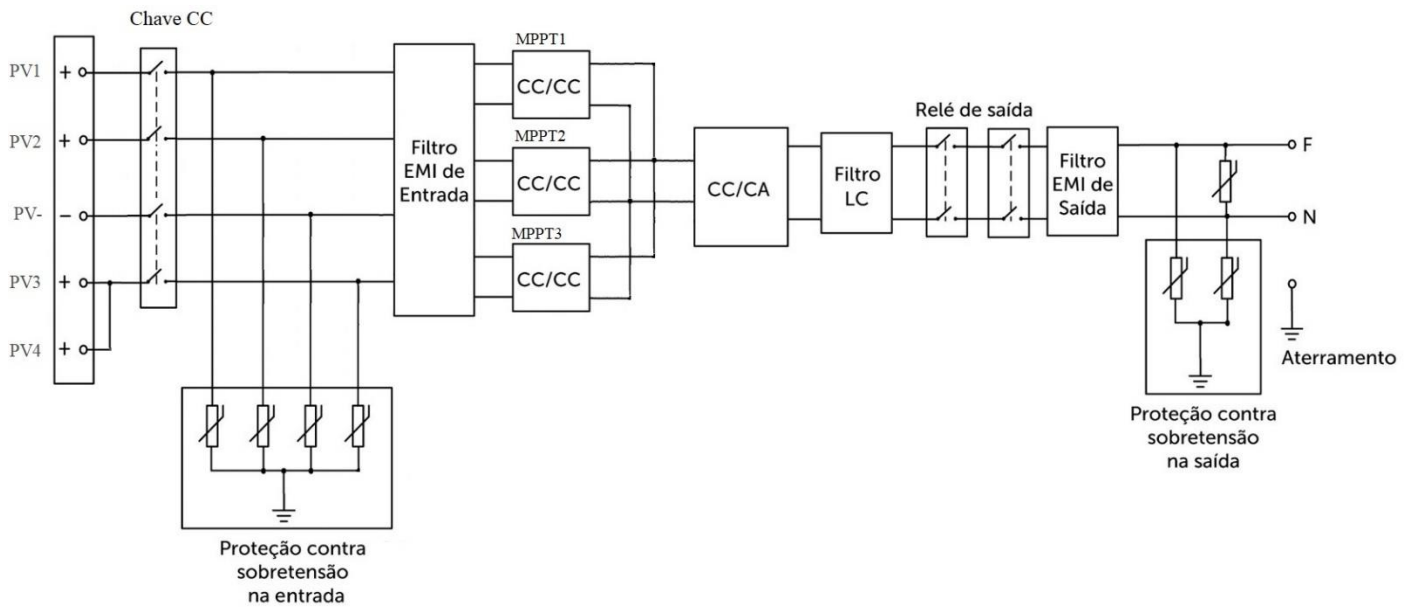 Chave CC
PV1
+
PV2
+
PV-
−
PV3
+
PV4
+
Proteção contra
sobretensão
na entrada
Filtro
EMI de
Entrada
MPPT1
CC/CC
MPPT2
CC/CC
MPPT3
CC/CC
CC/CA
Filtro
LC
Relé de saída
Filtro
EMI de
Saída
F
N
Aterramento
Proteção contra
sobretensão
na saída